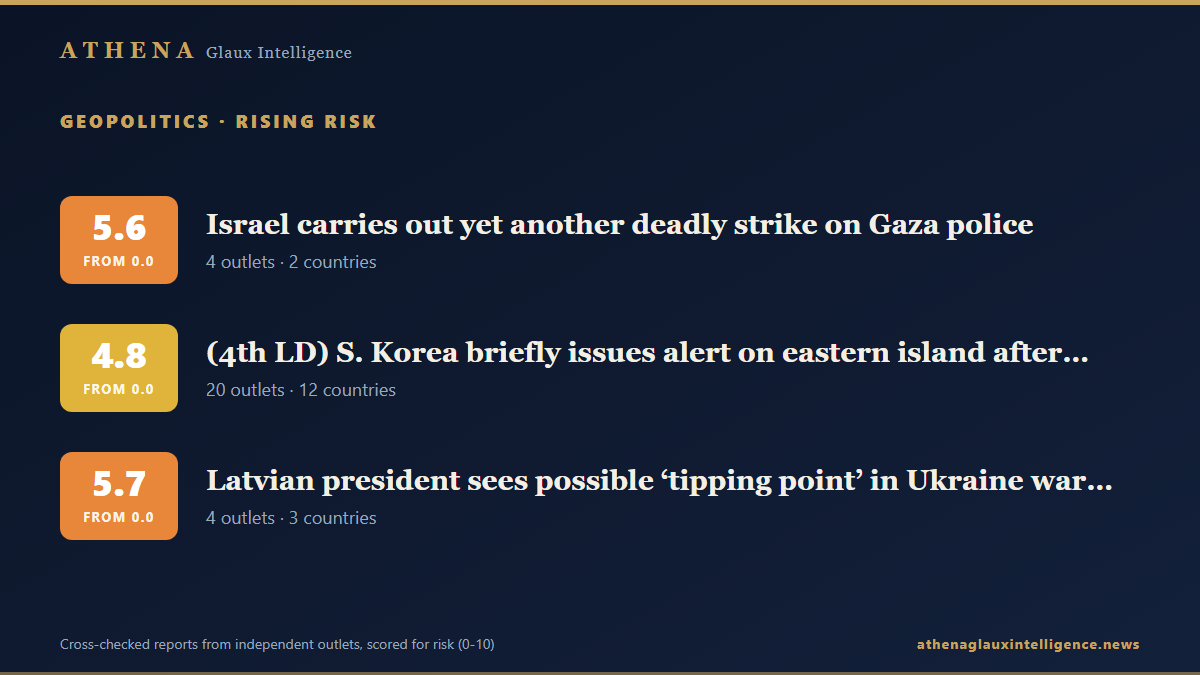 ATHENA Glaux Intelligence
GEOPOLITICS · RISING RISK
5.6
FROM 0.0
Israel carries out yet another deadly strike on Gaza police
4 outlets · 2 countries
4.8
FROM 0.0
(4th LD) S. Korea briefly issues alert on eastern island after...
20 outlets · 12 countries
5.7
FROM 0.0
Latvian president sees possible ‘tipping point’ in Ukraine war...
4 outlets · 3 countries
Cross-checked reports from independent outlets, scored for risk (0-10)
athenaglauxintelligence.news